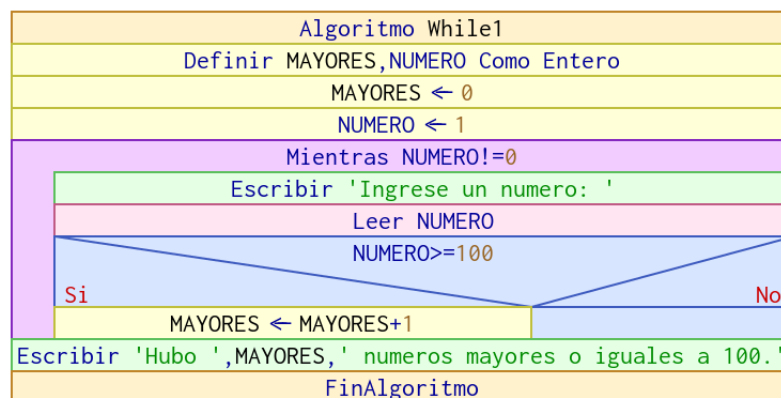 Algoritmo While1
Definir MAYORES,NUMERO Como Entero
MAYORES ← 0
NUMERO ← 1
Mientras NUMERO!=0
Escribir 'Ingrese un numero: '
Leer NUMERO
NUMERO>=100
Si No
MAYORES ← MAYORES+1
Escribir 'Hubo ',MAYORES,' numeros mayores o iguales a 100.'
FinAlgoritmo